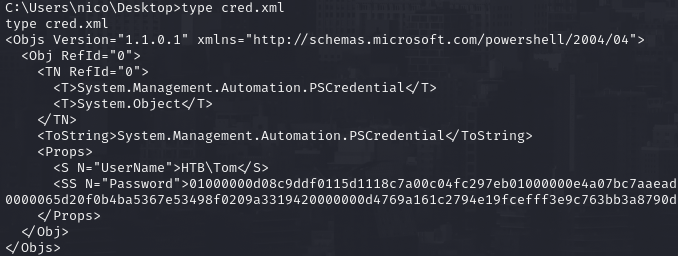 C:\Users\nico\Desktop>type cred.xml
type cred.xml
<Objs Version="1.1.0.1" xmlns="http://schemas.microsoft.com/powershell/2004/04">
  <Obj RefId="0">
    <TN RefId="0">
      <T>System.Management.Automation.PSCredential</T>
      <T>System.Object</T>
    </TN>
    <ToString>System.Management.Automation.PSCredential</ToString>
    <Props>
      <S N="UserName">HTB\Tom</S>
      <SS N="Password">01000000d08c9ddf0115d1118c7a00c04fc297eb01000000e4a07bc7aaead
0000065d20f0b4ba5367e53498f0209a3319420000000d4769a161c2794e19fcefff3e9c763bb3a8790d
    </Props>
  </Obj>
</Objs>